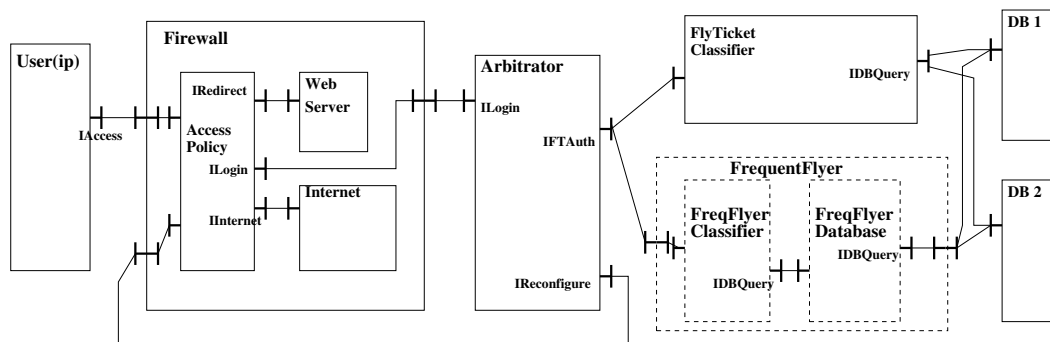 User(ip)
IAccess
Firewall
IRedirect
Access
Policy
ILogin
IInternet
Web
Server
Internet
Arbitrator
ILogin
IFTAuth
IReconfigure
FlyTicket
Classifier
IDBQuery
FrequentFlyer
FreqFlyer
Classifier
IDBQuery
FreqFlyer
Database
IDBQuery
DB 1
DB 2